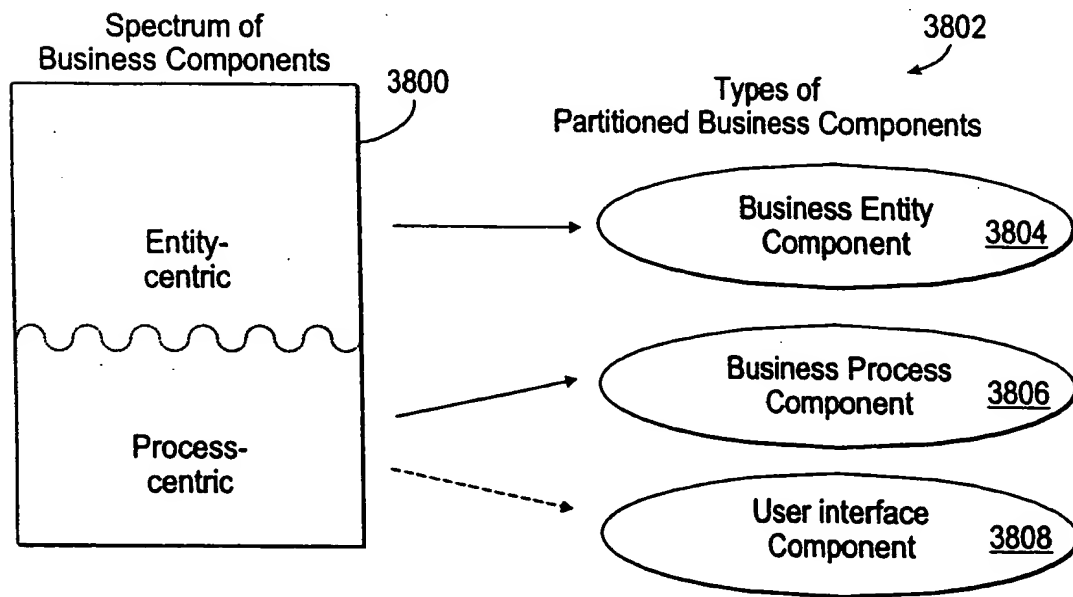 Spectrum of
Business Components
3800
3802
Types of
Partitioned Business Components
Entity-
centric
Process-
centric
Business Entity
Component 3804
Business Process
Component 3806
User interface
Component 3808